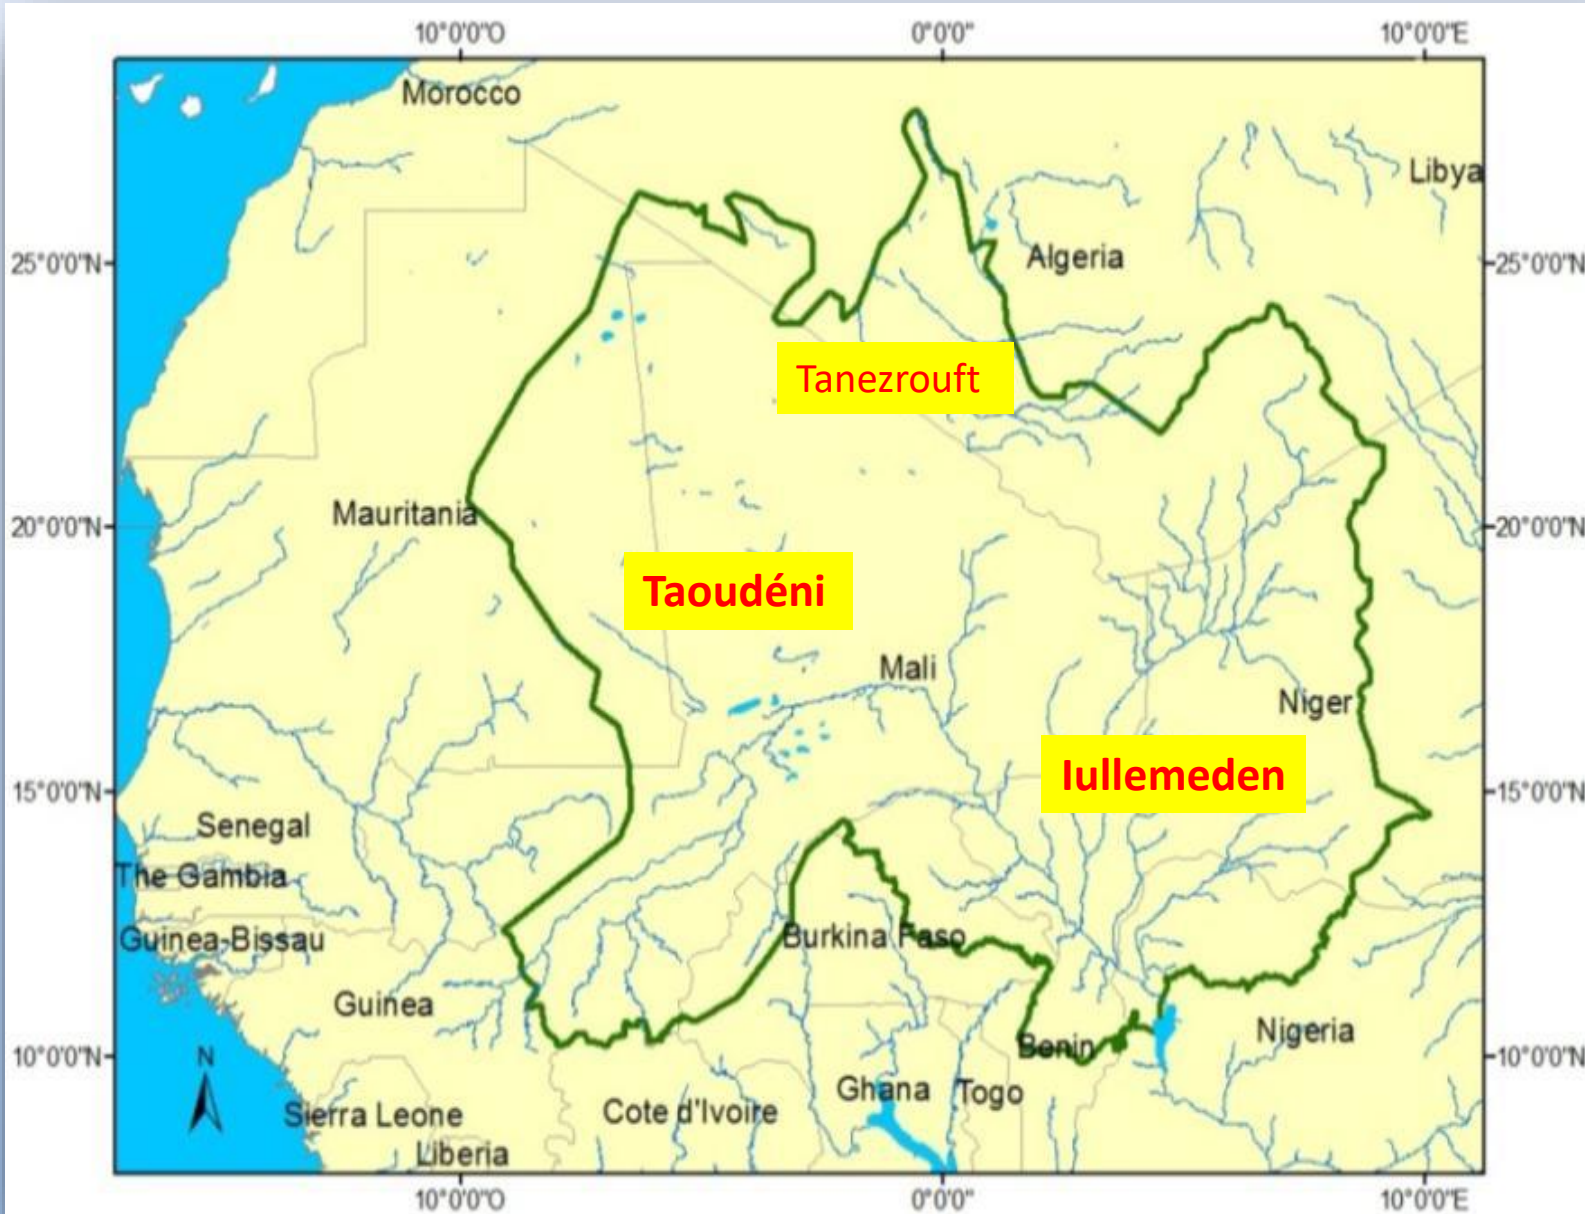 10°0'0"O
0°0'0"
10°0'0"E
Morocco
Libya
25°0'0"N
Algeria
25°0'0"N
Tanezrouft
Mauritania
20°0'0"N
20°0'0"N
Taoudéni
Mali
Niger
Iullemeden
15°0'0"N
15°0'0"N
Senegal
The Gambia
Guinea-Bissau
Burkina Faso
Guinea
Nigeria
Benin
10°0'0"N
N
10°0'0"N
Ghana
Togo
Sierra Leone
Cote d'Ivoire
Liberia
10°0'0"O
0°0'0"
10°0'0"E